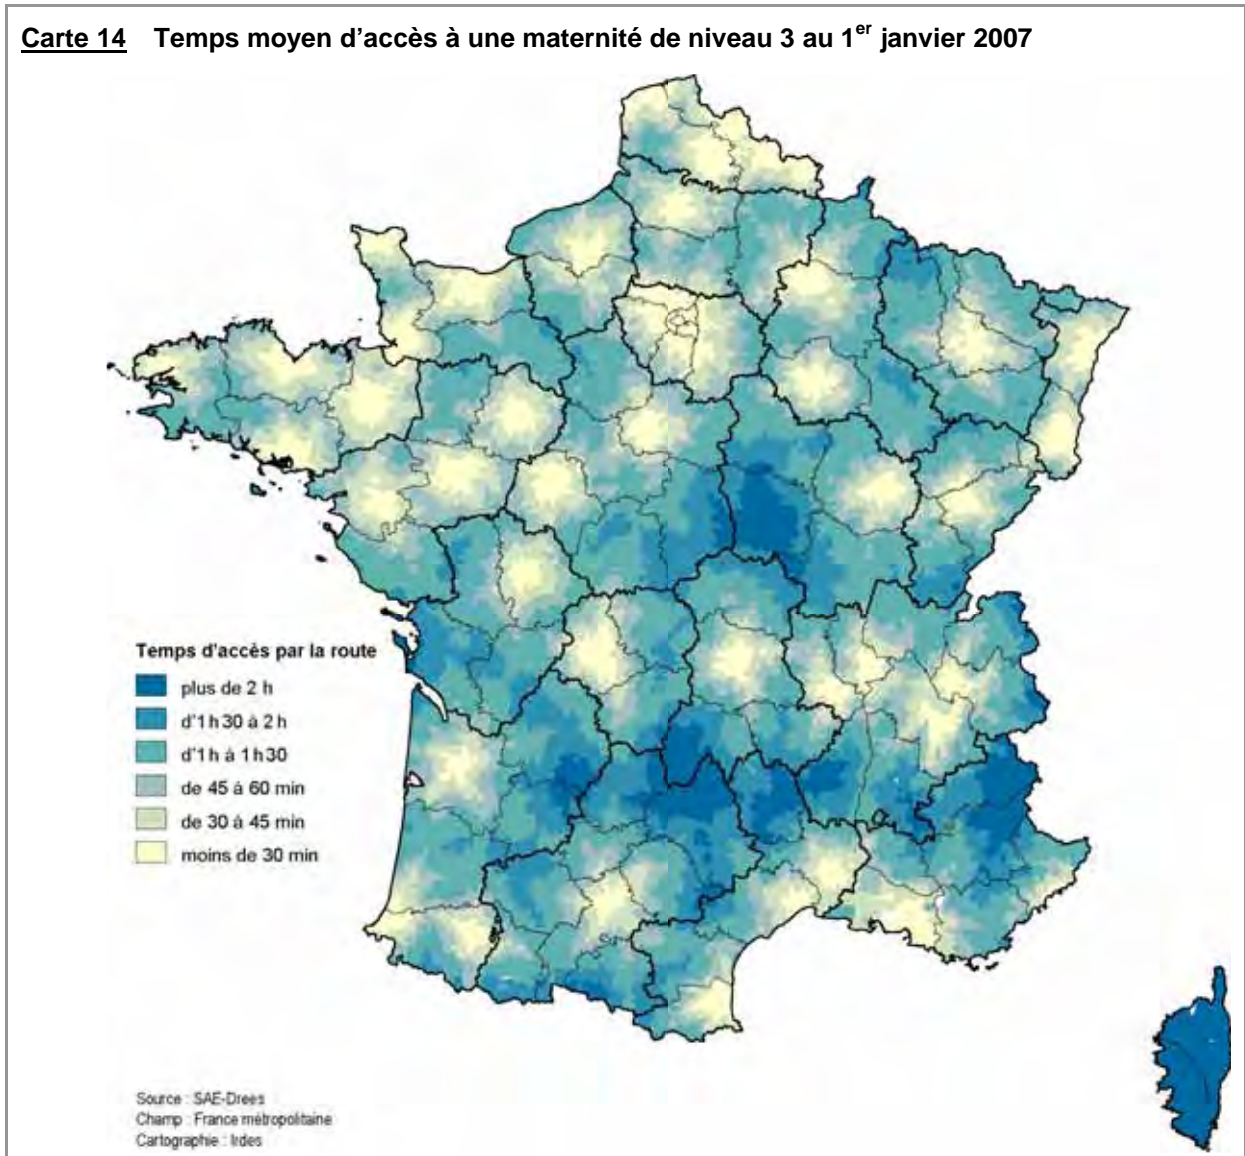 Carte 14 Temps moyen d’accès à une maternité de niveau 3 au 1er janvier 2007
Temps d'accès par la route
plus de 2 h
d'1h30 à 2h
d'1h à 1h30
de 45 à 60 min
de 30 à 45 min
moins de 30 min
Source : SAE-Drees
Champ : France métropolitaine
Cartographie : Irdes